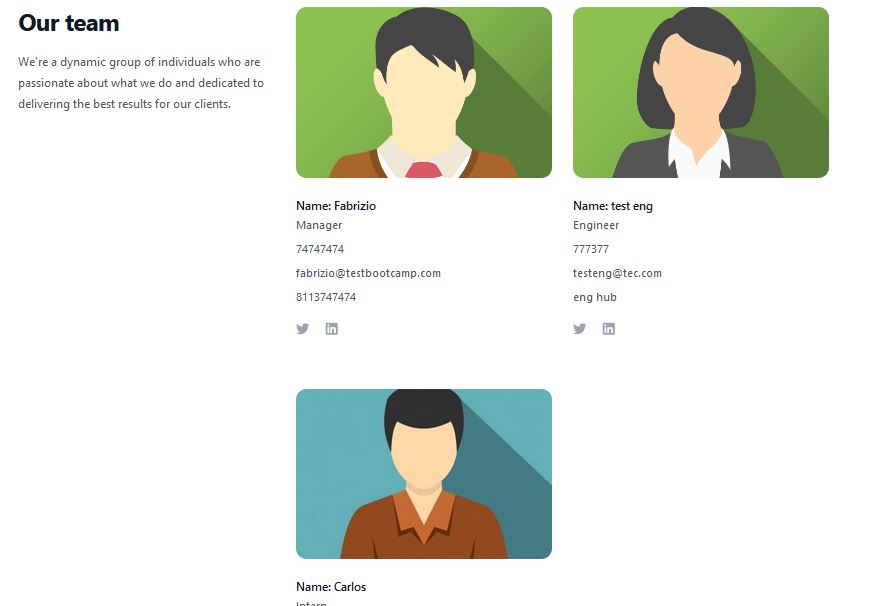 Our team
We're a dynamic group of individuals who are
passionate about what we do and dedicated to
delivering the best results for our clients.
Name: Fabrizio
Manager
74747474
fabrizio@testbootcamp.com
8113747474
Name: test eng
Engineer
777377
testeng@tec.com
eng hub
Name: Carlos
Intern